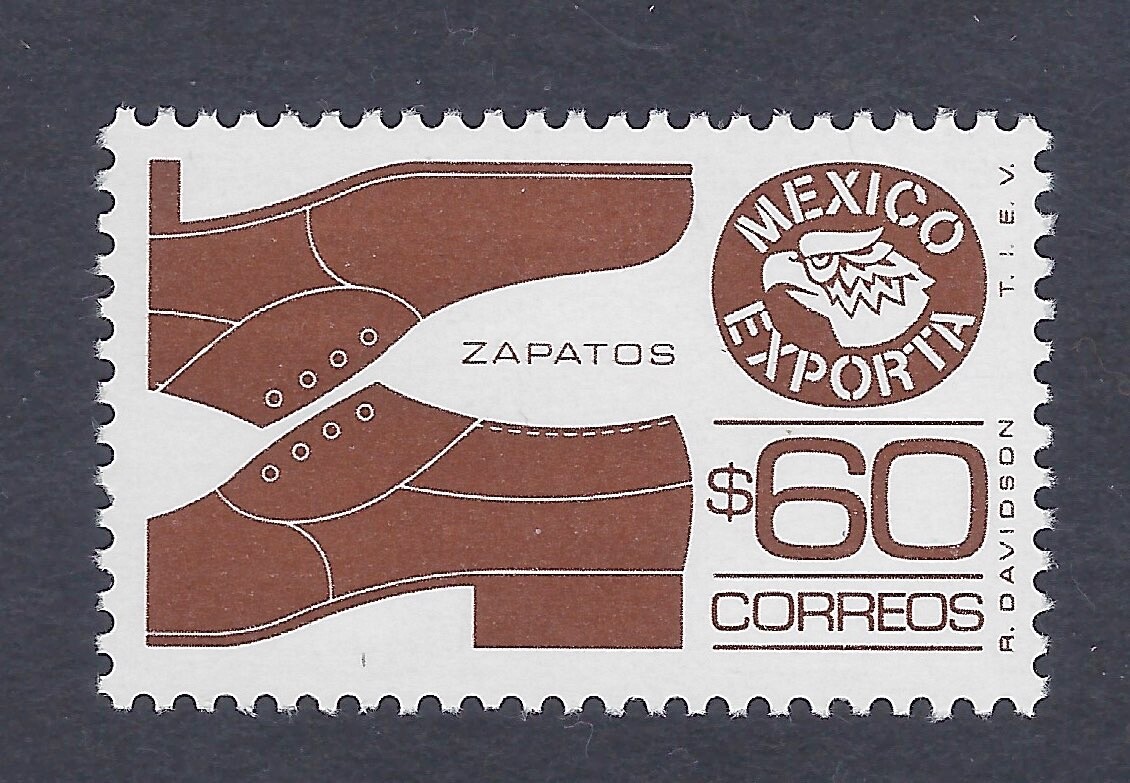 ZAPATOS
MEXICO
EXPORTA
$60
CORREOS
R. DAVIDSON
T. I. E. V.